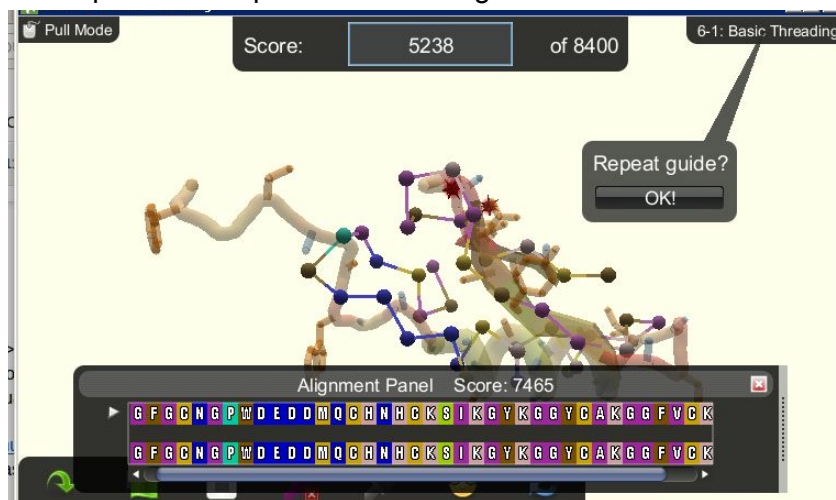 Pull Mode
Score: 5238 of 8400
6-1: Basic Threading
Repeat guide?
OK!
Alignment Panel Score: 7465
GFGCNGPWDEDDMQCHNHCKSIKGYKGGYCAKGGFVCK
GFGCNGPWDEDDMQCHNHCKSIKGYKGGYCAKGGFVCK